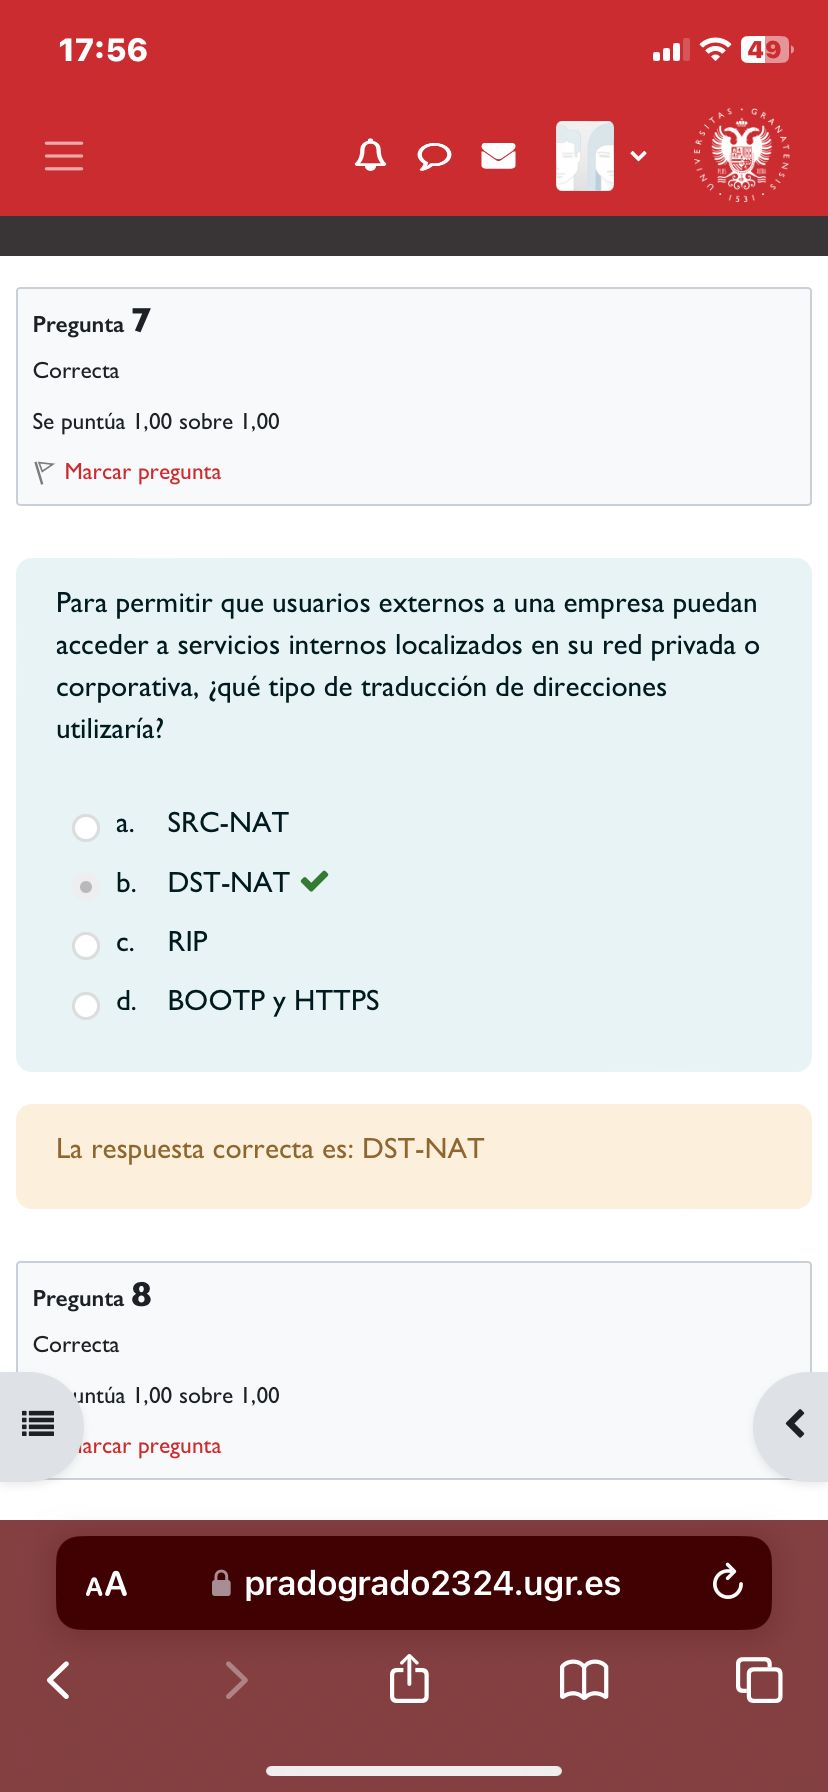 17:56
49
UNIVERSITAS · GRANATENSIS · 1531 ·
Pregunta 7
Correcta
Se puntúa 1,00 sobre 1,00
Marcar pregunta
Para permitir que usuarios externos a una empresa puedan
acceder a servicios internos localizados en su red privada o
corporativa, ¿qué tipo de traducción de direcciones
utilizaría?
a. SRC-NAT
b. DST-NAT
c. RIP
d. BOOTP y HTTPS
La respuesta correcta es: DST-NAT
Pregunta 8
Correcta
untúa 1,00 sobre 1,00
arcar pregunta
AA pradogrado2324.ugr.es